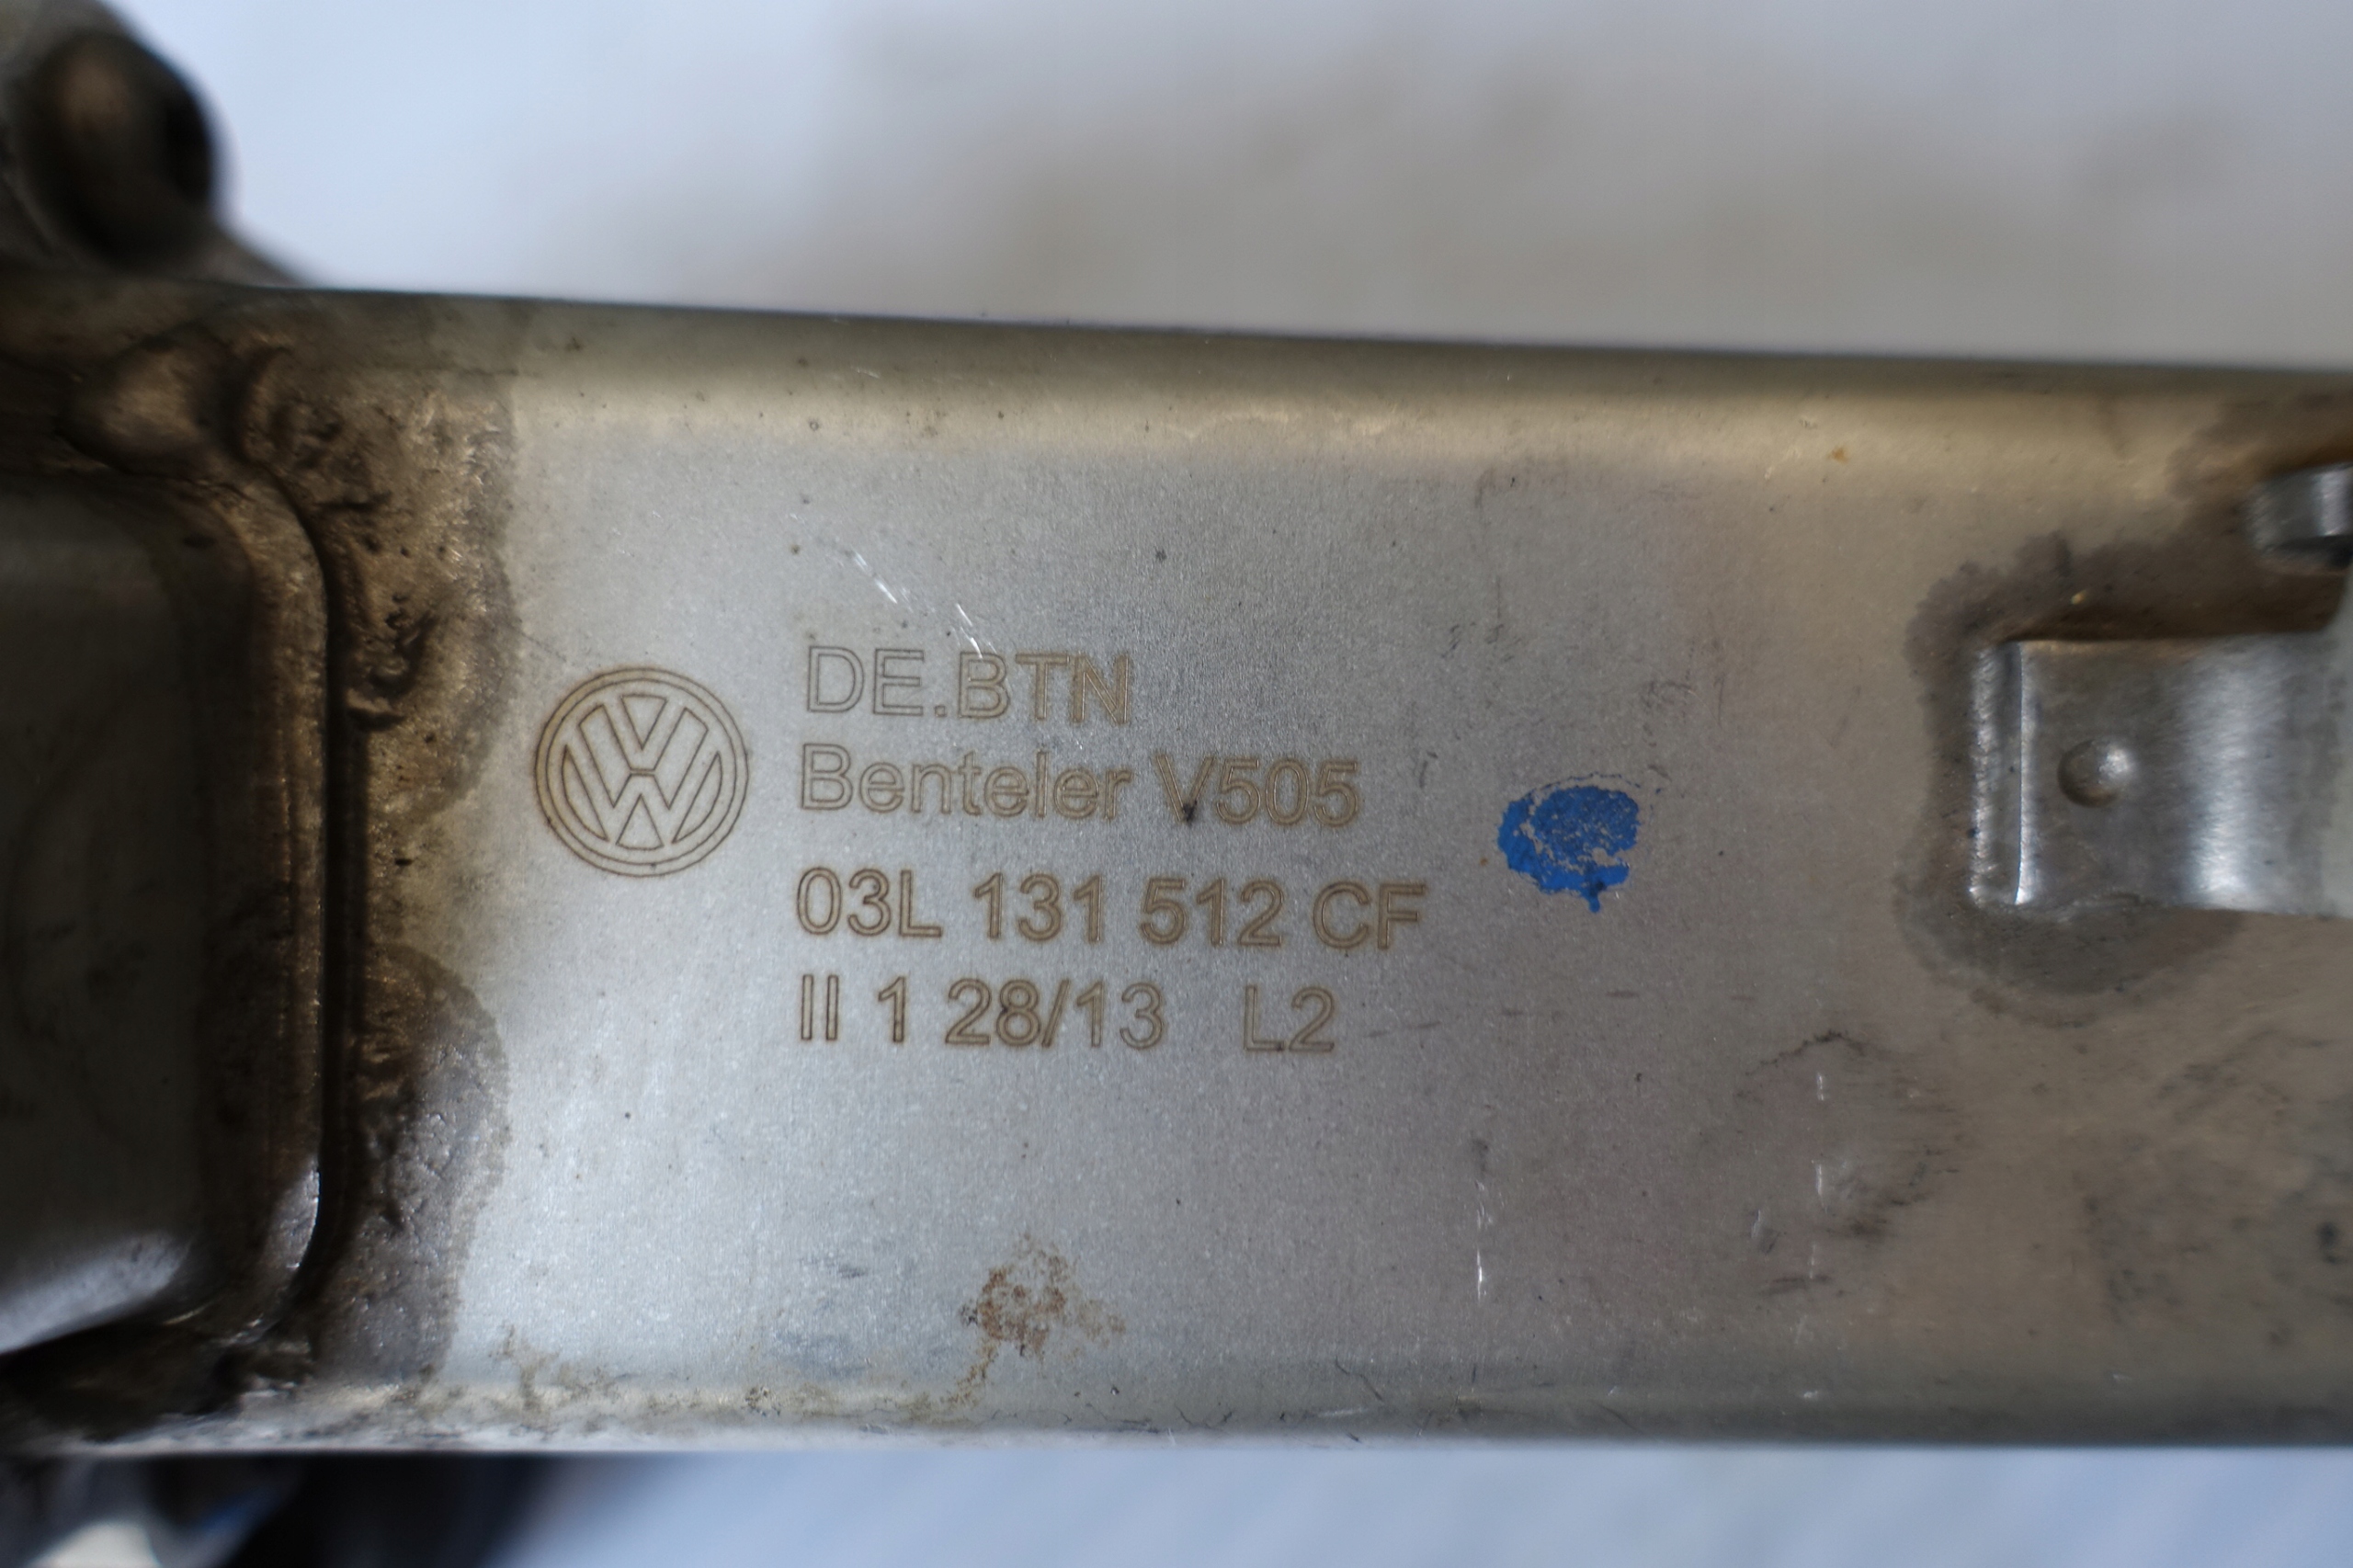 DE.BTN
Benteler V505
03L 131 512 CF
II 1 28/13 L2